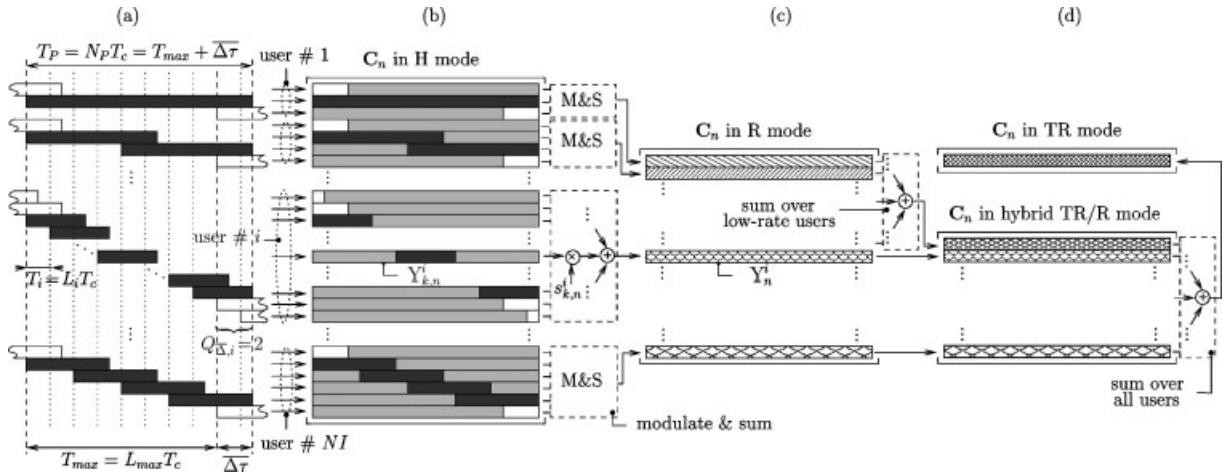 (a)
(b)
(c)
(d)
T_P = N_P T_c = T_max + Δτ
user # 1
C_n in H mode
M&S
M&S
C_n in R mode
C_n in TR mode
sum over
low-rate users
C_n in hybrid TR/R mode
user # i
T_i = L_i T_c
Y^i_{k,n}
s^i_{k,n}
Y^i_n
Q_{Δ,i} = 2
M&S
modulate & sum
sum over
all users
user # NI
T_max = L_max T_c
Δτ